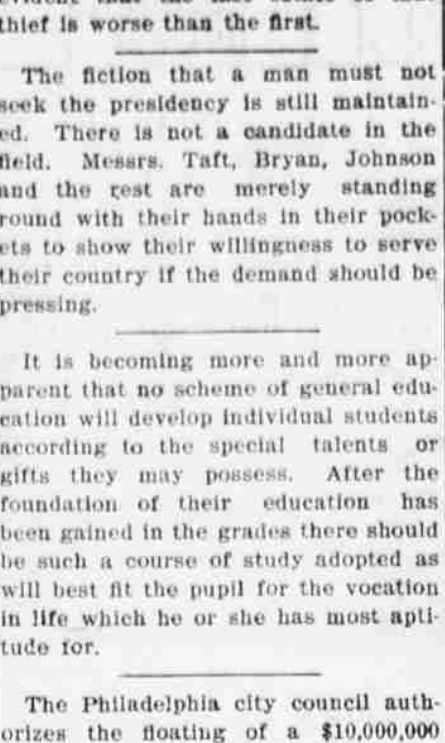 thief is worse than the first.
The fiction that a man must not
seek the presidency is still maintain-
ed. There is not a candidate in the
field. Messrs. Taft, Bryan, Johnson
and the rest are merely standing
round with their hands in their pock-
ets to show their willingness to serve
their country if the demand should be
pressing.
It is becoming more and more ap-
parent that no scheme of general edu-
cation will develop individual students
according to the special talents or
gifts they may possess. After the
foundation of their education has
been gained in the grades there should
be such a course of study adopted as
will best fit the pupil for the vocation
in life which he or she has most apti-
tude for.
The Philadelphia city council auth-
orizes the floating of a $10,000,000